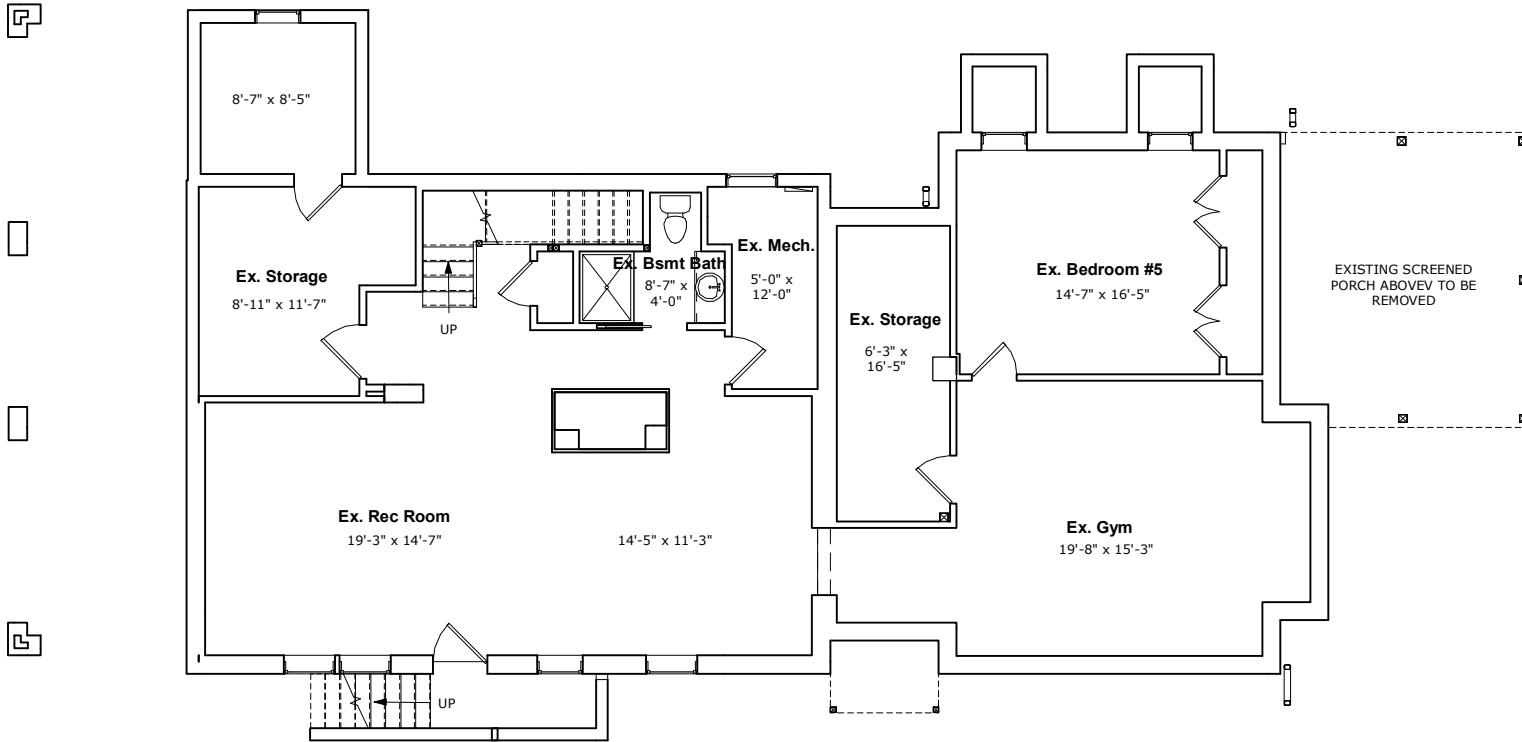 8'-7" x 8'-5"
Ex. Storage
8'-11" x 11'-7"
UP
Ex. Bsmt Bath
8'-7" x
4'-0"
Ex. Mech.
5'-0" x
12'-0"
Ex. Storage
6'-3" x
16'-5"
Ex. Bedroom #5
14'-7" x 16'-5"
EXISTING SCREENED
PORCH ABOVEV TO BE
REMOVED
Ex. Rec Room
19'-3" x 14'-7"
14'-5" x 11'-3"
Ex. Gym
19'-8" x 15'-3"
UP